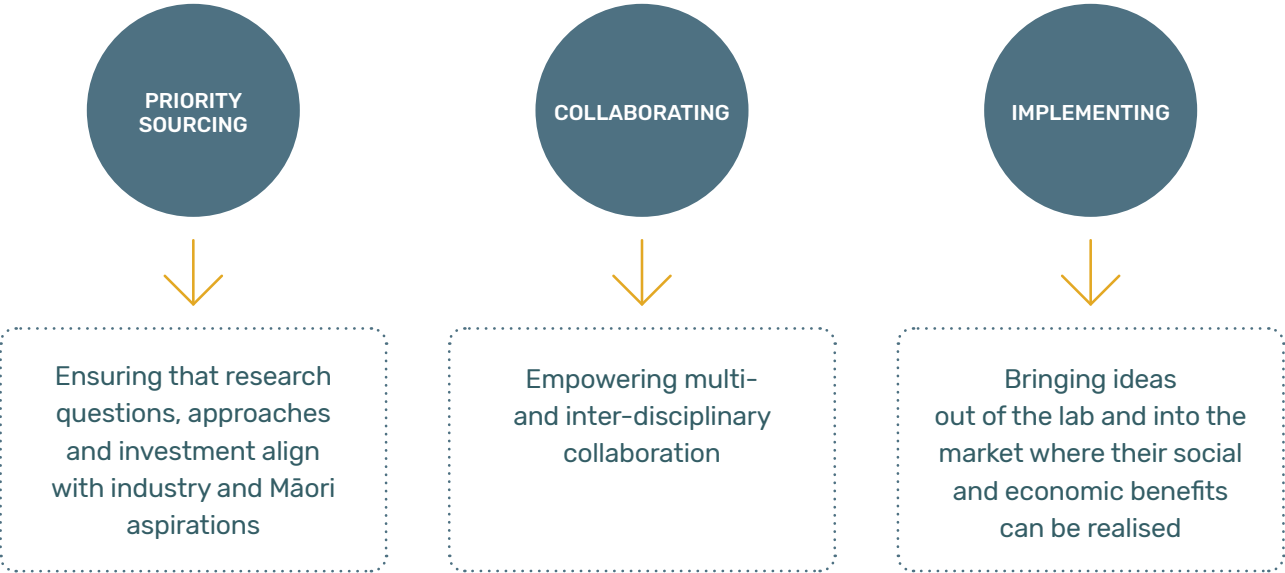 PRIORITY
SOURCING
COLLABORATING
IMPLEMENTING
Ensuring that research
questions, approaches
and investment align
with industry and Māori
aspirations
Empowering multi-
and inter-disciplinary
collaboration
Bringing ideas
out of the lab and into the
market where their social
and economic benefits
can be realised